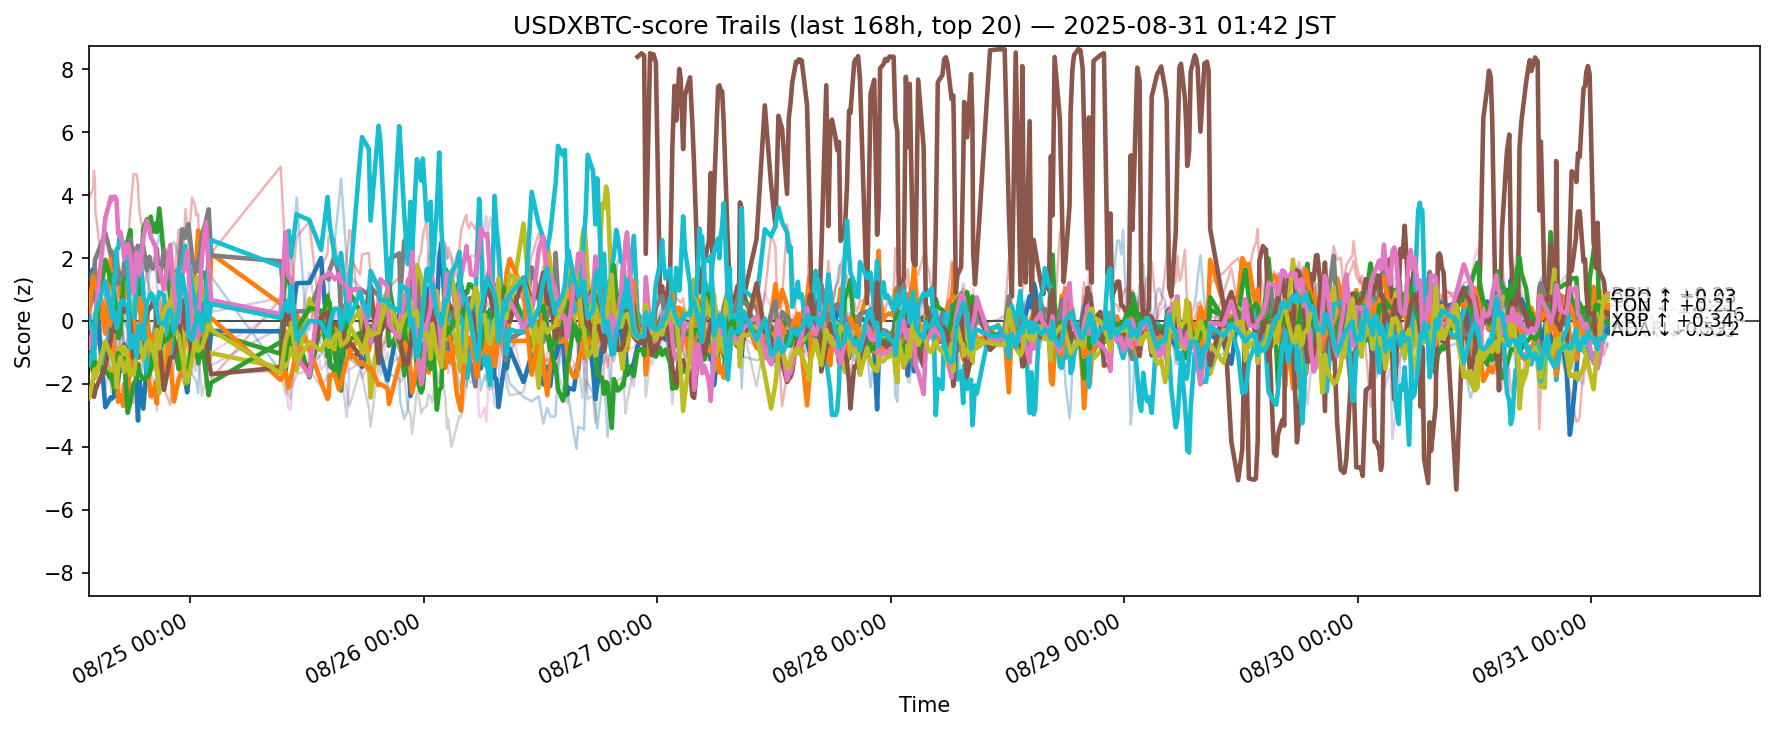 USDXBTC-score Trails (last 168h, top 20) — 2025-08-31 01:42 JST
Score (z)
8
6
4
2
0
−2
−4
−6
−8
TON ↑ +0.21
XRP ↑ +0.34
ADA
08/25 00:00
08/26 00:00
08/27 00:00
08/28 00:00
08/29 00:00
08/30 00:00
08/31 00:00
Time